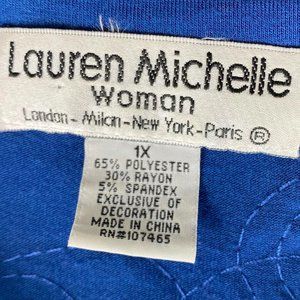 Lauren Michelle
Woman
London - Milan - New York - Paris ®
1X
65% POLYESTER
30% RAYON
5% SPANDEX
EXCLUSIVE OF
DECORATION
MADE IN CHINA
RN#107465